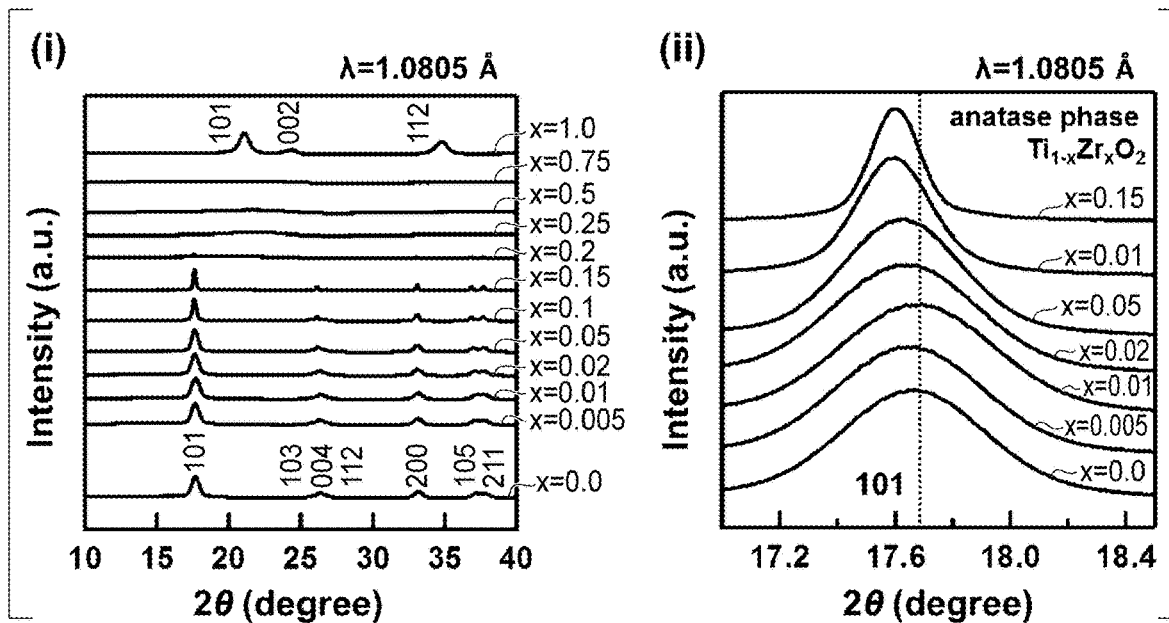 (i)
λ=1.0805 Å
101
002
112
x=1.0
x=0.75
x=0.5
x=0.25
x=0.2
x=0.15
x=0.1
x=0.05
x=0.02
x=0.01
x=0.005
x=0.0
101
103
004
112
200
105
211
Intensity (a.u.)
10 15 20 25 30 35 40
2θ (degree)
(ii)
λ=1.0805 Å
anatase phase
Ti1-xZrxO2
x=0.15
x=0.01
x=0.05
x=0.02
x=0.01
x=0.005
x=0.0
101
Intensity (a.u.)
17.2 17.6 18.0 18.4
2θ (degree)